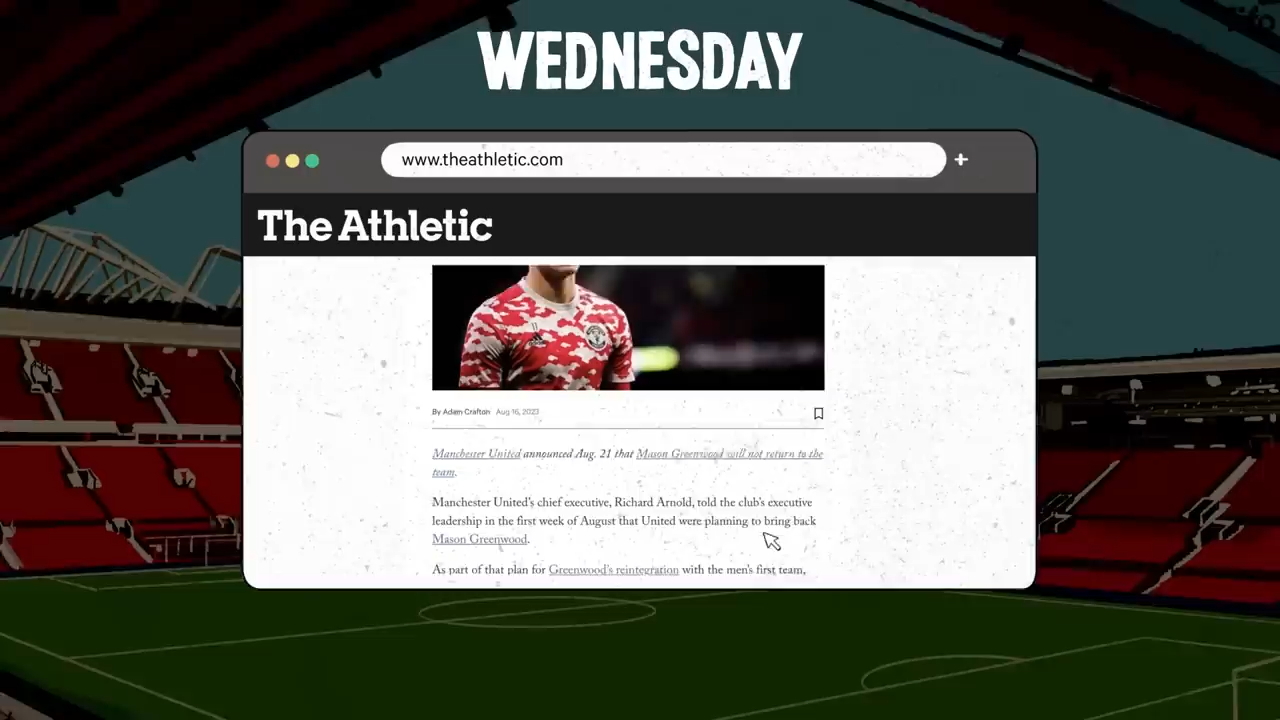 WEDNESDAY
www.theathletic.com
The Athletic
By Adam Crafton Aug 16, 2023
Manchester United announced Aug. 21 that Mason Greenwood will not return to the
team.
Manchester United's chief executive, Richard Arnold, told the club's executive
leadership in the first week of August that United were planning to bring back
Mason Greenwood.
As part of that plan for Greenwood's reintegration with the men's first team,